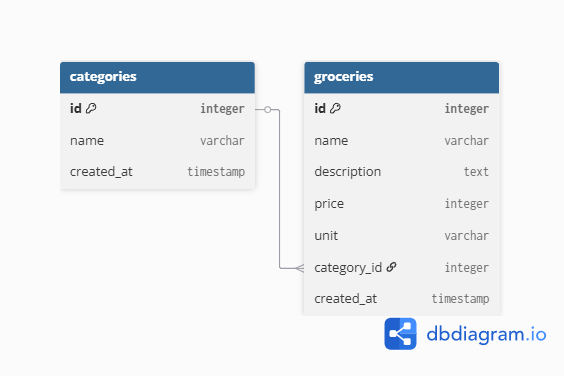 categories
id integer
name varchar
created_at timestamp
groceries
id integer
name varchar
description text
price integer
unit varchar
category_id integer
created_at timestamp
dbdiagram.io